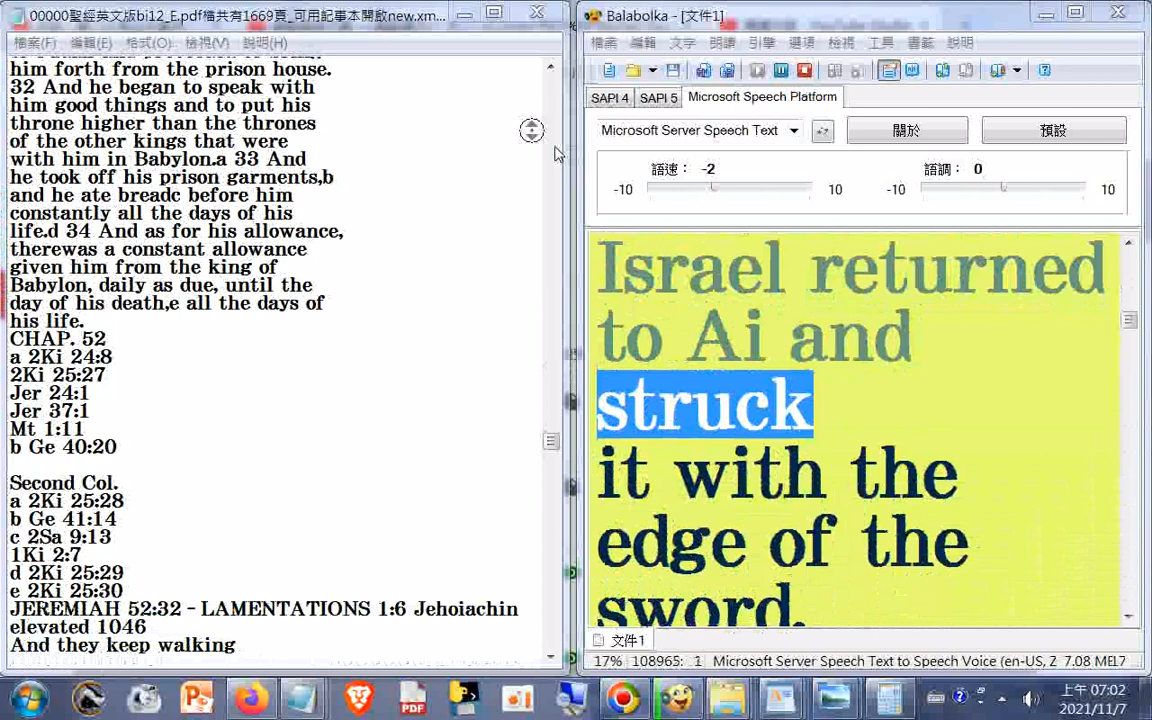 00000聖經英文版bi12_E.pdf檔共有1669頁_可用記事本開啟new.xm...
檔案(F) 編輯(E) 格式(O) 檢視(V) 說明(H)
him forth from the prison house.
32 And he began to speak with
him good things and to put his
throne higher than the thrones
of the other kings that were
with him in Babylon.a 33 And
he took off his prison garments,b
and he ate breadc before him
constantly all the days of his
life.d 34 And as for his allowance,
therewas a constant allowance
given him from the king of
Babylon, daily as due, until the
day of his death,e all the days of
his life.
CHAP. 52
a 2Ki 24:8
2Ki 25:27
Jer 24:1
Jer 37:1
Mt 1:11
b Ge 40:20
Second Col.
a 2Ki 25:28
b Ge 41:14
c 2Sa 9:13
1Ki 2:7
d 2Ki 25:29
e 2Ki 25:30
JEREMIAH 52:32 - LAMENTATIONS 1:6 Jehoiachin
elevated 1046
And they keep walking
Balabolka - [文件1]
檔案 編輯 文字 朗讀 引擎 選項 檢視 工具 書籤 說明
SAPI 4 SAPI 5 Microsoft Speech Platform
Microsoft Server Speech Text 關於 預設
語速： -2 語調： 0
-10 10 -10 10
Israel returned
to Ai and
struck
it with the
edge of the
sword.
文件1
17% 108965: 1 Microsoft Server Speech Text to Speech Voice (en-US, 2 7.08 ME
上午 07:02
2021/11/7